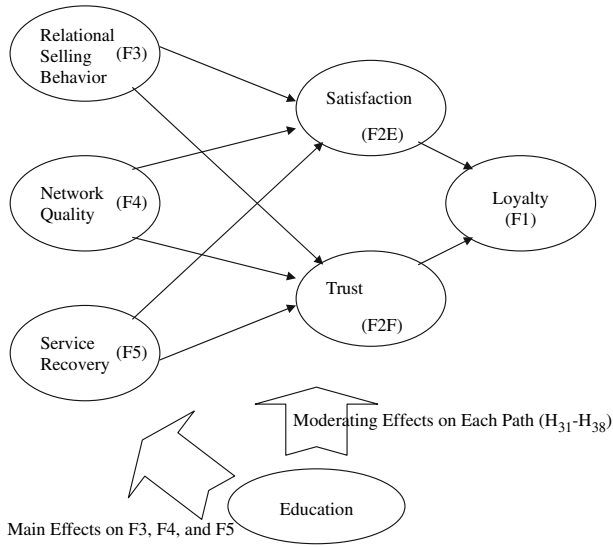 Relational
Selling (F3)
Behavior
Satisfaction
(F2E)
Network
Quality (F4)
Loyalty
(F1)
Trust
(F2F)
Service (F5)
Recovery
Moderating Effects on Each Path (H31-H38)
Education
Main Effects on F3, F4, and F5